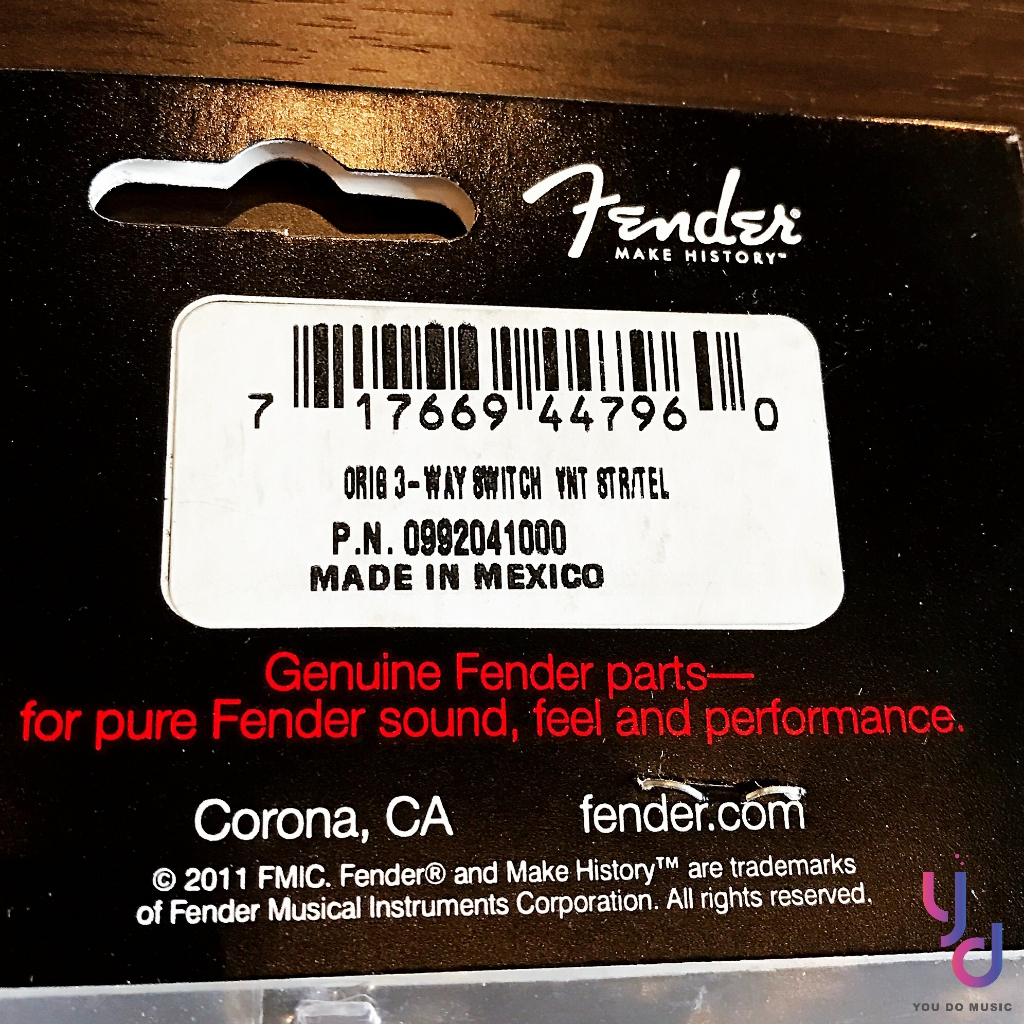 Fender
MAKE HISTORY™
7 17669 44796 0
ORIG 3-WAY SWITCH VNT STR/TEL
P.N. 0992041000
MADE IN MEXICO
Genuine Fender parts—
for pure Fender sound, feel and performance.
Corona, CA fender.com
© 2011 FMIC. Fender® and Make History™ are trademarks
of Fender Musical Instruments Corporation. All rights reserved.
yd
YOU DO MUSIC